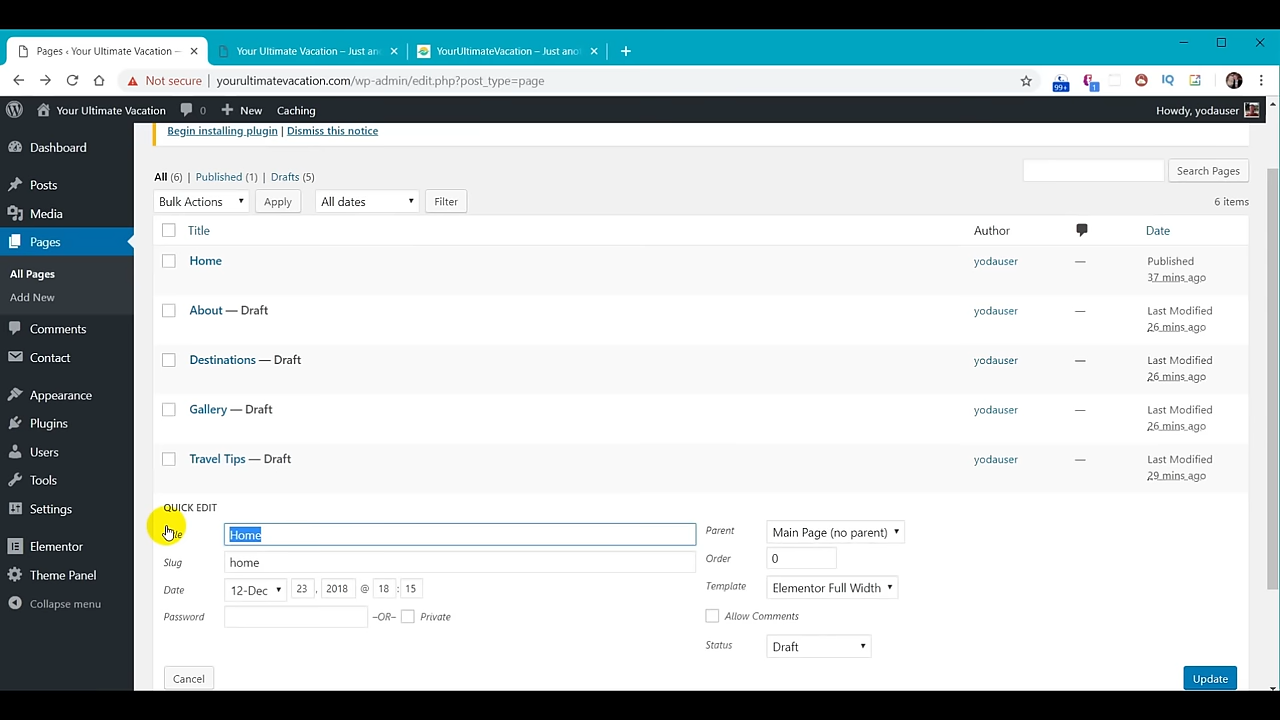 Pages ‹ Your Ultimate Vacation —
Your Ultimate Vacation – Just an
YourUltimateVacation – Just ano
Not secure | yourultimatevacation.com/wp-admin/edit.php?post_type=page
99+
1
IQ
Your Ultimate Vacation
0
New
Caching
Howdy, yodauser
Begin installing plugin | Dismiss this notice
Dashboard
Posts
Media
Pages
All Pages
Add New
Comments
Contact
Appearance
Plugins
Users
Tools
Settings
Elementor
Theme Panel
Collapse menu
All (6) | Published (1) | Drafts (5)
Search Pages
Bulk Actions
Apply
All dates
Filter
6 items
Title
Author
Date
Home
yodauser
—
Published
37 mins ago
About — Draft
yodauser
—
Last Modified
26 mins ago
Destinations — Draft
yodauser
—
Last Modified
26 mins ago
Gallery — Draft
yodauser
—
Last Modified
26 mins ago
Travel Tips — Draft
yodauser
—
Last Modified
29 mins ago
QUICK EDIT
Home
Slug
home
Date
12-Dec
23 , 2018 @ 18 : 15
Password
–OR–
Private
Parent
Main Page (no parent)
Order
0
Template
Elementor Full Width
Allow Comments
Status
Draft
Cancel
Update